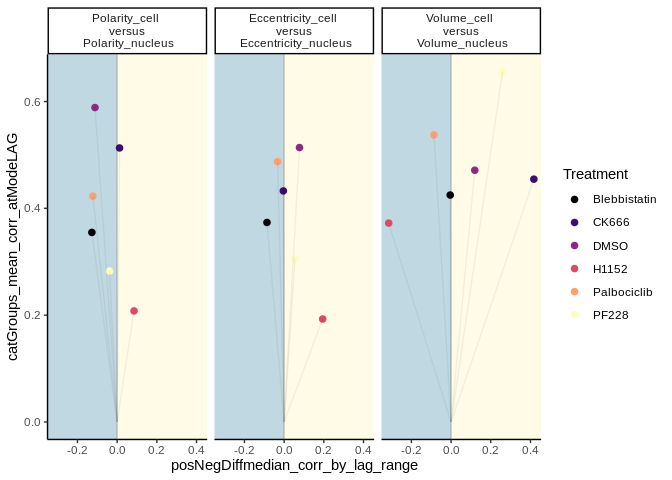 Polarity_cell
versus
Polarity_nucleus
Eccentricity_cell
versus
Eccentricity_nucleus
Volume_cell
versus
Volume_nucleus
catGroups_mean_corr_atModeLAG
0.6
0.4
0.2
0.0
-0.2 0.0 0.2 0.4
-0.2 0.0 0.2 0.4
-0.2 0.0 0.2 0.4
posNegDiffmedian_corr_by_lag_range
Treatment
Blebbistatin
CK666
DMSO
H1152
Palbociclib
PF228